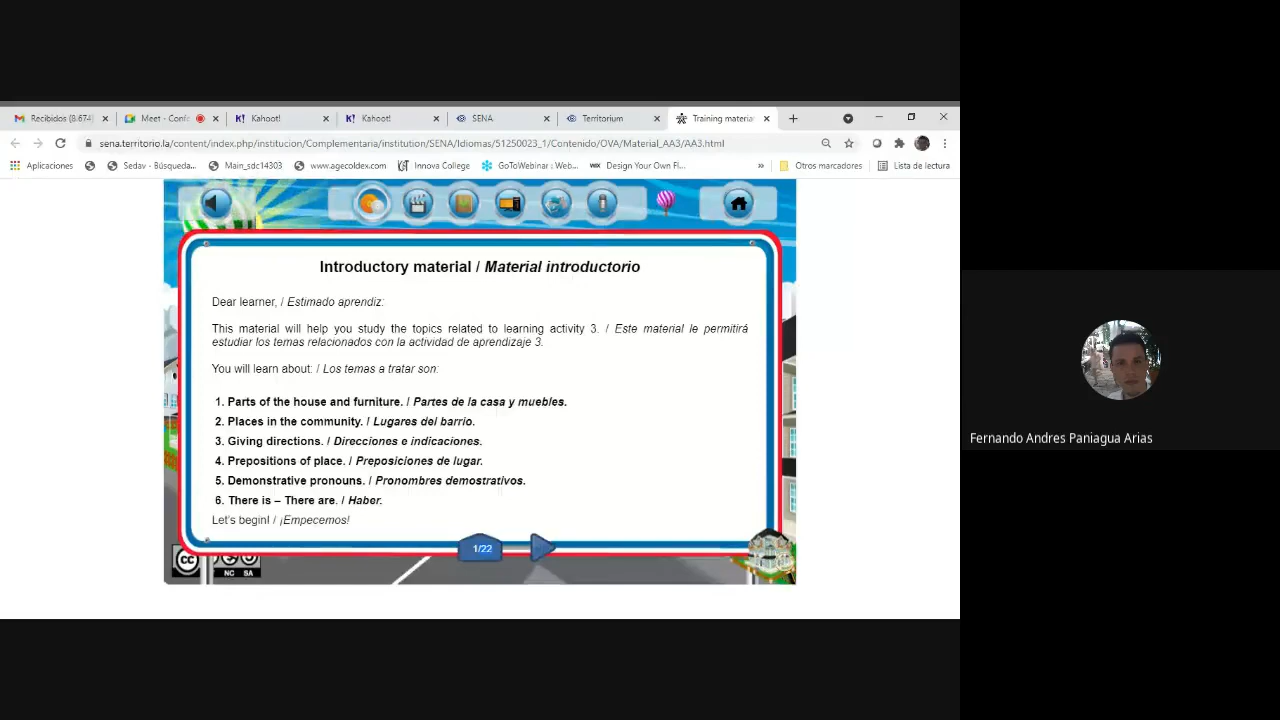 Recibidos (8.674)
Meet - Conf
Kahoot!
Kahoot!
SENA
Territorium
Training materia
sena.territorio.la/content/index.php/institucion/Complementaria/institution/SENA/Idiomas/51250023_1/Contenido/OVA/Material_AA3/AA3.html
Aplicaciones
Sedav - Búsqueda...
Main_sdc14303
www.agecoldex.com
Innova College
GoToWebinar : Web...
WIX Design Your Own Fl...
»
Otros marcadores
Lista de lectura
Introductory material / Material introductorio
Dear learner, / Estimado aprendiz:
This material will help you study the topics related to learning activity 3. / Este material le permitirá
estudiar los temas relacionados con la actividad de aprendizaje 3.
You will learn about: / Los temas a tratar son:
1. Parts of the house and furniture. / Partes de la casa y muebles.
2. Places in the community. / Lugares del barrio.
3. Giving directions. / Direcciones e indicaciones.
4. Prepositions of place. / Preposiciones de lugar.
5. Demonstrative pronouns. / Pronombres demostrativos.
6. There is – There are. / Haber.
Let's begin! / ¡Empecemos!
1/22
CC
NC SA
Fernando Andres Paniagua Arias